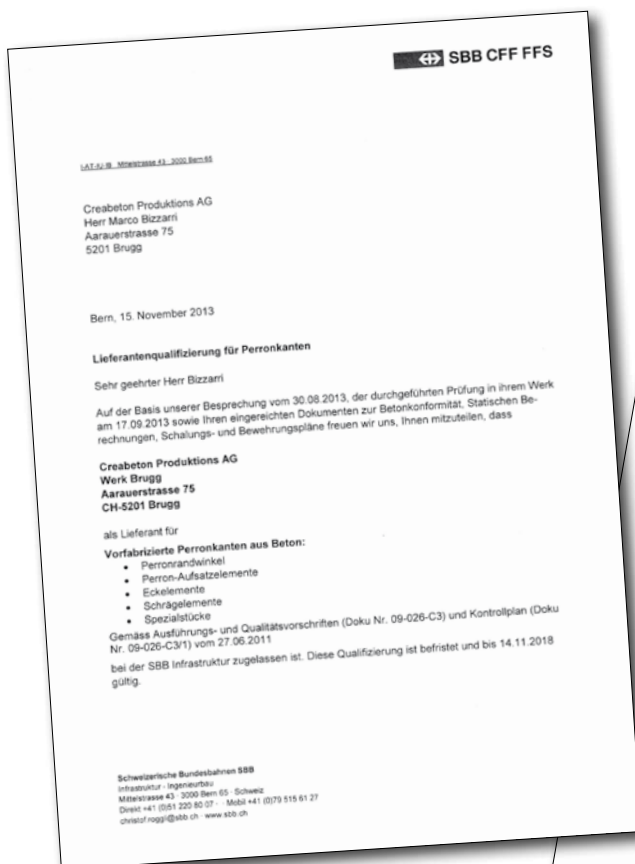 SBB CFF FFS
I-AT-IU-IB Mittelstrasse 43 · 3000 Bern 65
Creabeton Produktions AG
Herr Marco Bizzarri
Aarauerstrasse 75
5201 Brugg
Bern, 15. November 2013
Lieferantenqualifizierung für Perronkanten
Sehr geehrter Herr Bizzarri
Auf der Basis unserer Besprechung vom 30.08.2013, der durchgeführten Prüfung in ihrem Werk
am 17.09.2013 sowie Ihren eingereichten Dokumenten zur Betonkonformität, Statischen Be-
rechnungen, Schalungs- und Bewehrungspläne freuen wir uns, Ihnen mitzuteilen, dass
Creabeton Produktions AG
Werk Brugg
Aarauerstrasse 75
CH-5201 Brugg
als Lieferant für
Vorfabrizierte Perronkanten aus Beton:
• Perronrandwinkel
• Perron-Aufsatzelemente
• Eckelemente
• Schrägelemente
• Spezialstücke
Gemäss Ausführungs- und Qualitätsvorschriften (Doku Nr. 09-026-C3) und Kontrollplan (Doku
Nr. 09-026-C3/1) vom 27.06.2011
bei der SBB Infrastruktur zugelassen ist. Diese Qualifizierung ist befristet und bis 14.11.2018
gültig.
Schweizerische Bundesbahnen SBB
Infrastruktur - Ingenieurbau
Mittelstrasse 43 · 3000 Bern 65 · Schweiz
Direkt +41 (0)51 220 80 07 · · Mobil +41 (0)79 515 61 27
christof.roggli@sbb.ch · www.sbb.ch